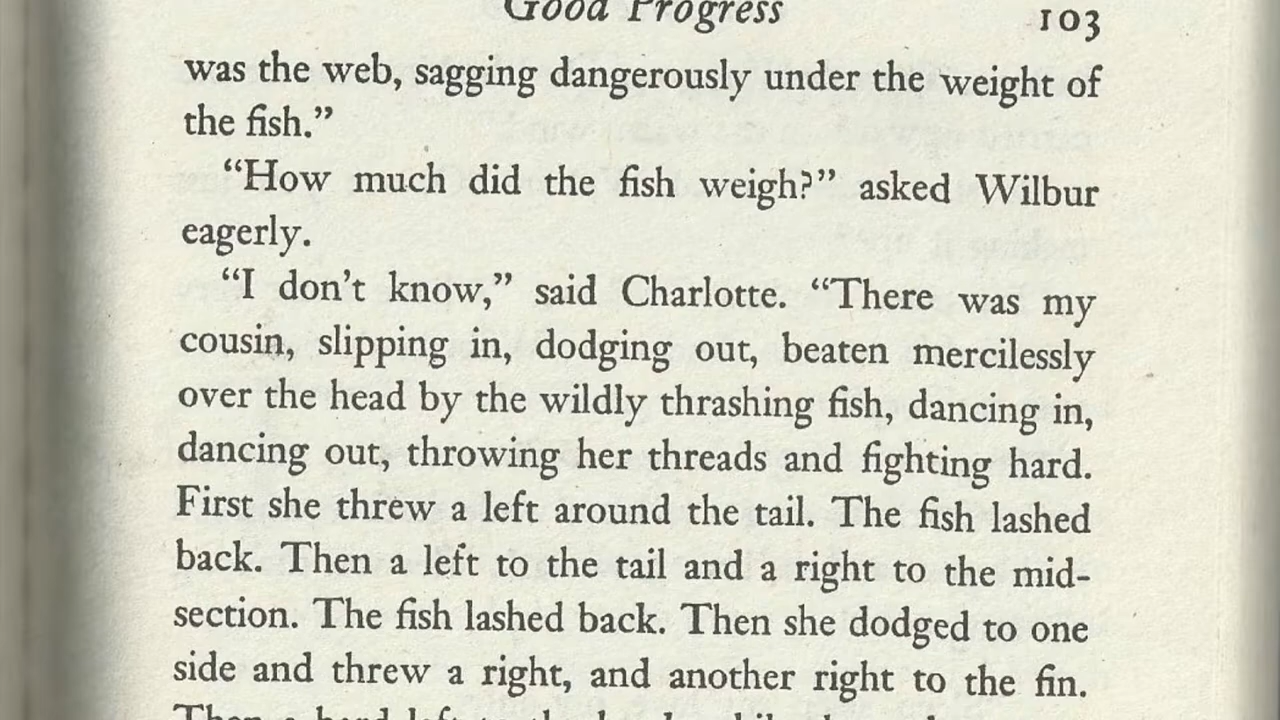 Good Progress 103
was the web, sagging dangerously under the weight of
the fish.”
“How much did the fish weigh?” asked Wilbur
eagerly.
“I don’t know,” said Charlotte. “There was my
cousin, slipping in, dodging out, beaten mercilessly
over the head by the wildly thrashing fish, dancing in,
dancing out, throwing her threads and fighting hard.
First she threw a left around the tail. The fish lashed
back. Then a left to the tail and a right to the mid-
section. The fish lashed back. Then she dodged to one
side and threw a right, and another right to the fin.